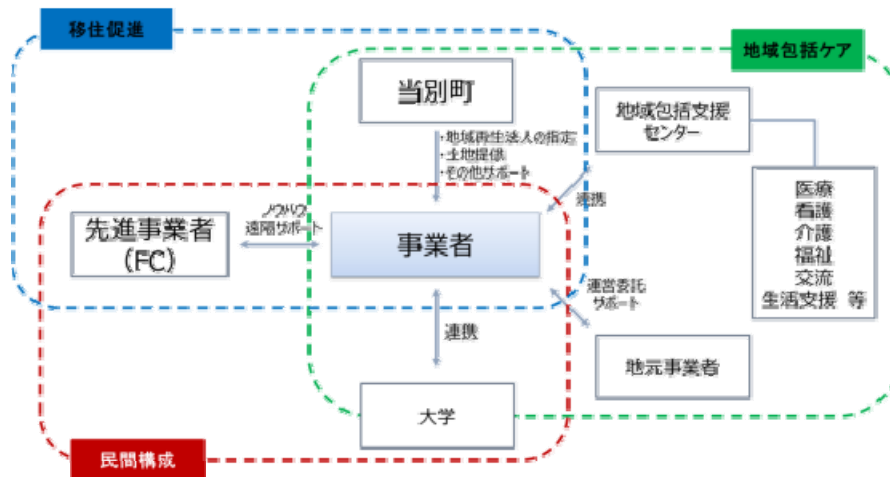 移住促進
地域包括ケア
当別町
・地域再生法人の指定
・土地提供
・その他サポート
地域包括支援
センター
連携
医療
看護
介護
福祉
交流
生活支援 等
先進事業者
(FC)
ノウハウ
遠隔サポート
事業者
運営委託
サポート
連携
地元事業者
大学
民間構成